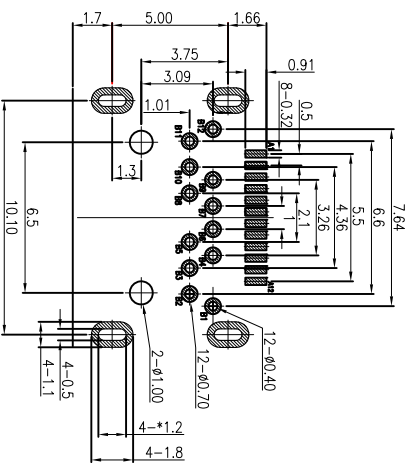 1.7
5.00
1.66
3.75
3.09
0.91
1.01
8-0.32
0.5
1.3
6.5
10.10
B12
B11
B10
B9
B8
B7
B6
B5
B4
B3
B2
B1
A1
A12
1
2.1
3.26
4.36
5.5
6.6
7.64
12-ø0.40
12-ø0.70
2-ø1.00
4-0.5
4-1.1
4-*1.2
4-1.8